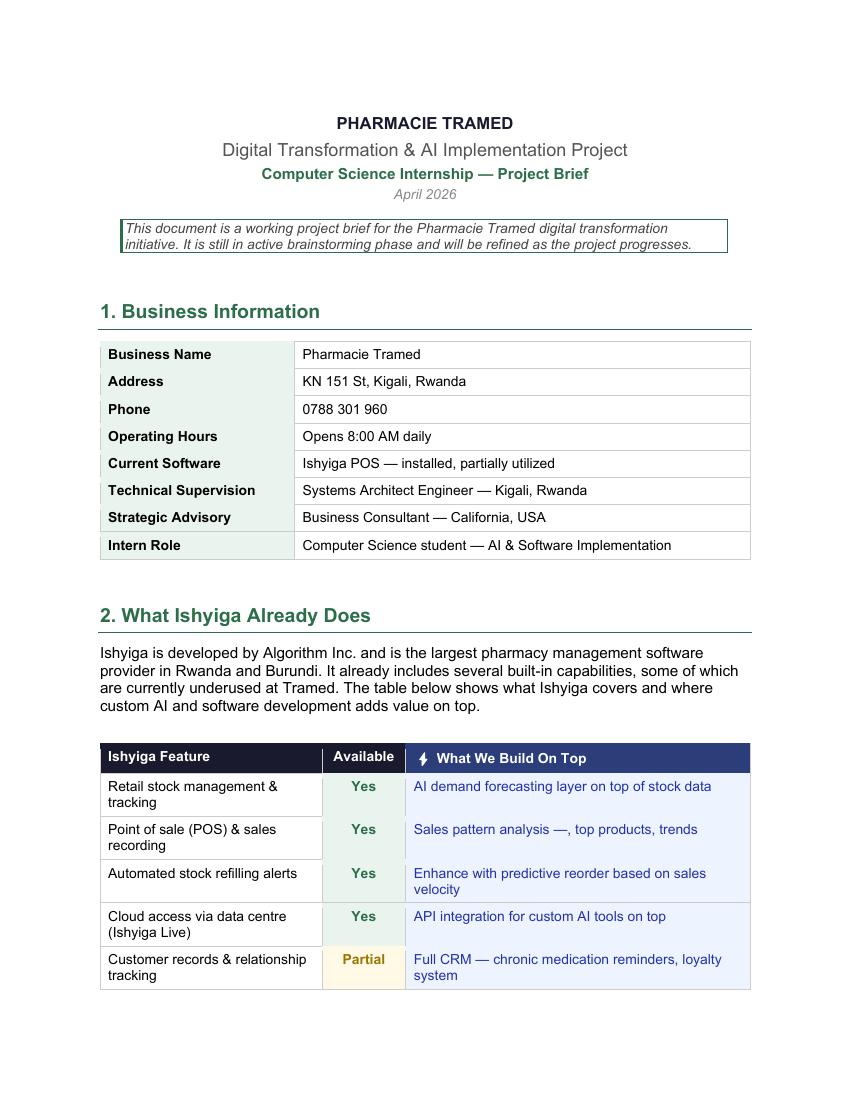 PHARMACIE TRAMED
Digital Transformation & AI Implementation Project
Computer Science Internship — Project Brief
April 2026
This document is a working project brief for the Pharmacie Tramed digital transformation
initiative. It is still in active brainstorming phase and will be refined as the project progresses.
1. Business Information
Business Name Pharmacie Tramed
Address KN 151 St, Kigali, Rwanda
Phone 0788 301 960
Operating Hours Opens 8:00 AM daily
Current Software Ishyiga POS — installed, partially utilized
Technical Supervision Systems Architect Engineer — Kigali, Rwanda
Strategic Advisory Business Consultant — California, USA
Intern Role Computer Science student — AI & Software Implementation
2. What Ishyiga Already Does
Ishyiga is developed by Algorithm Inc. and is the largest pharmacy management software
provider in Rwanda and Burundi. It already includes several built-in capabilities, some of which
are currently underused at Tramed. The table below shows what Ishyiga covers and where
custom AI and software development adds value on top.
Ishyiga Feature Available ⚡ What We Build On Top
Retail stock management & Yes AI demand forecasting layer on top of stock data
tracking
Point of sale (POS) & sales Yes Sales pattern analysis —, top products, trends
recording
Automated stock refilling alerts Yes Enhance with predictive reorder based on sales
velocity
Cloud access via data centre Yes API integration for custom AI tools on top
(Ishyiga Live)
Customer records & relationship Partial Full CRM — chronic medication reminders, loyalty
tracking system